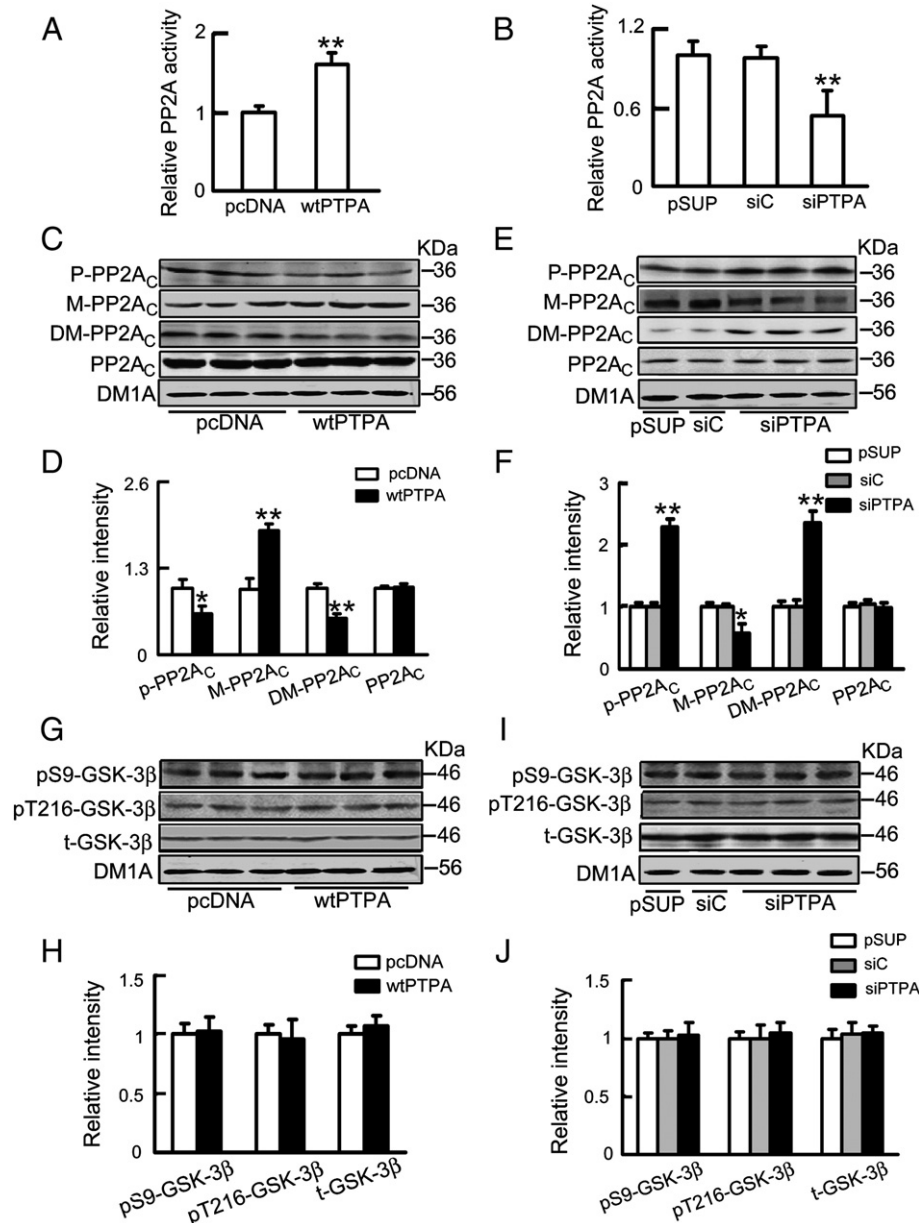 A
Relative PP2A activity
2
1
0
**
pcDNA
wtPTPA
B
Relative PP2A activity
1.2
0.6
0
**
pSUP
siC
siPTPA
C
KDa
P-PP2AC
36
M-PP2AC
36
DM-PP2AC
36
PP2AC
36
DM1A
56
pcDNA
wtPTPA
E
KDa
P-PP2AC
36
M-PP2AC
36
DM-PP2AC
36
PP2AC
36
DM1A
56
pSUP
siC
siPTPA
D
Relative intensity
2.6
1.3
0
pcDNA
wtPTPA
*
**
**
p-PP2AC
M-PP2AC
DM-PP2AC
PP2AC
F
Relative intensity
3
2
1
0
pSUP
siC
siPTPA
**
*
**
p-PP2AC
M-PP2AC
DM-PP2AC
PP2AC
G
KDa
pS9-GSK-3β
46
pT216-GSK-3β
46
t-GSK-3β
46
DM1A
56
pcDNA
wtPTPA
I
KDa
pS9-GSK-3β
46
pT216-GSK-3β
46
t-GSK-3β
46
DM1A
56
pSUP
siC
siPTPA
H
Relative intensity
1.5
1
0.5
0
pcDNA
wtPTPA
pS9-GSK-3β
pT216-GSK-3β
t-GSK-3β
J
Relative intensity
1.5
1
0.5
0
pSUP
siC
siPTPA
pS9-GSK-3β
pT216-GSK-3β
t-GSK-3β